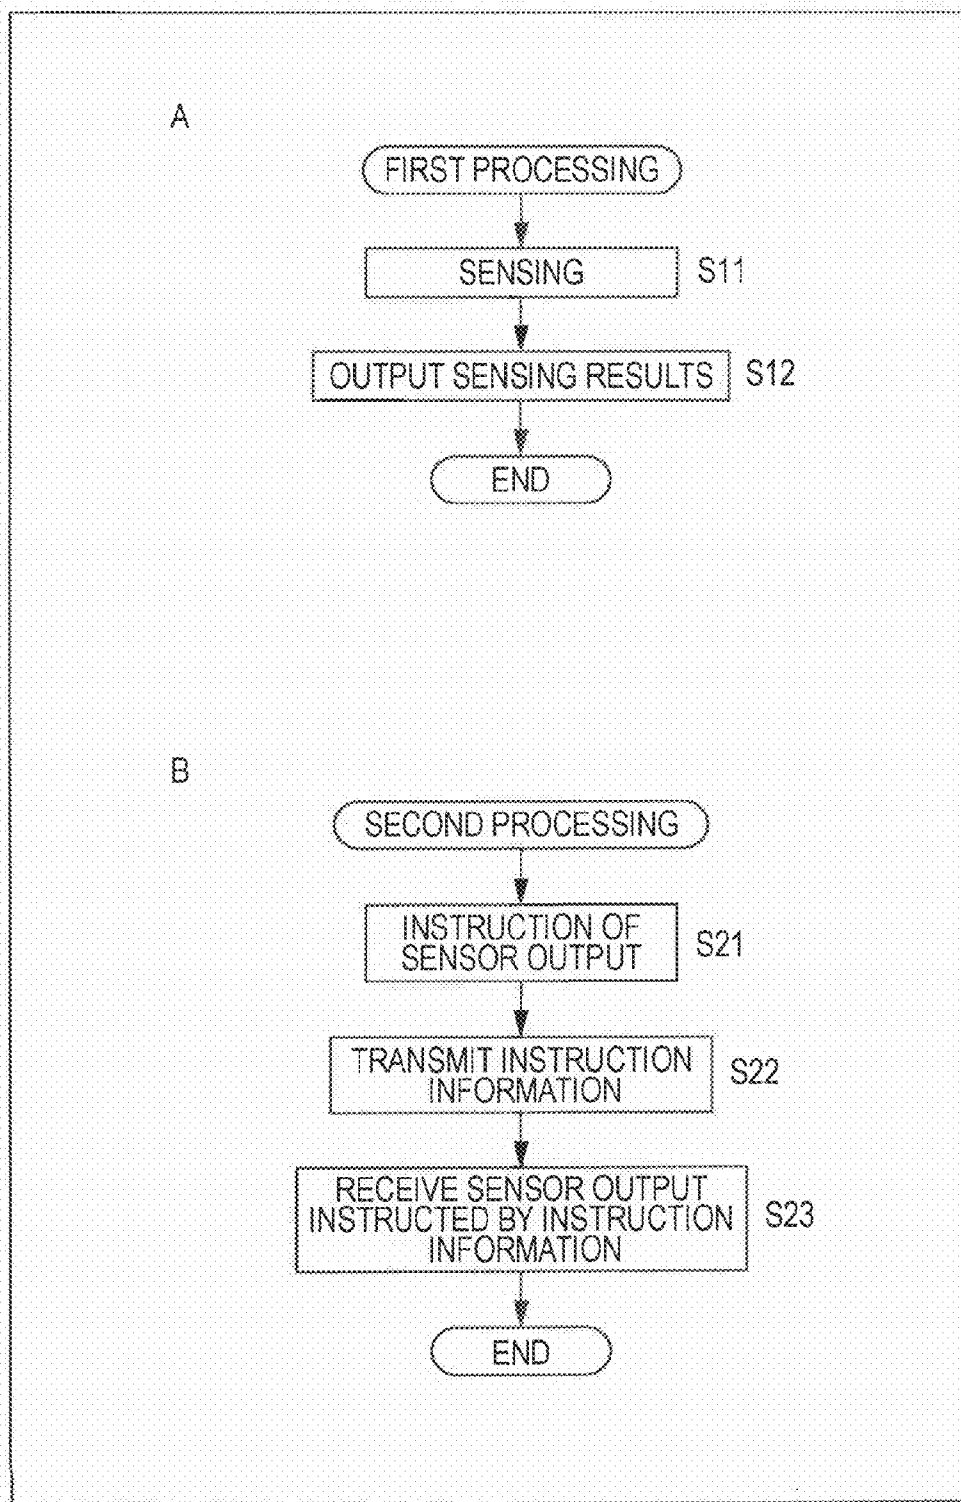 A
FIRST PROCESSING
SENSING
S11
OUTPUT SENSING RESULTS
S12
END
B
SECOND PROCESSING
INSTRUCTION OF
SENSOR OUTPUT
S21
TRANSMIT INSTRUCTION
INFORMATION
S22
RECEIVE SENSOR OUTPUT
INSTRUCTED BY INSTRUCTION
INFORMATION
S23
END